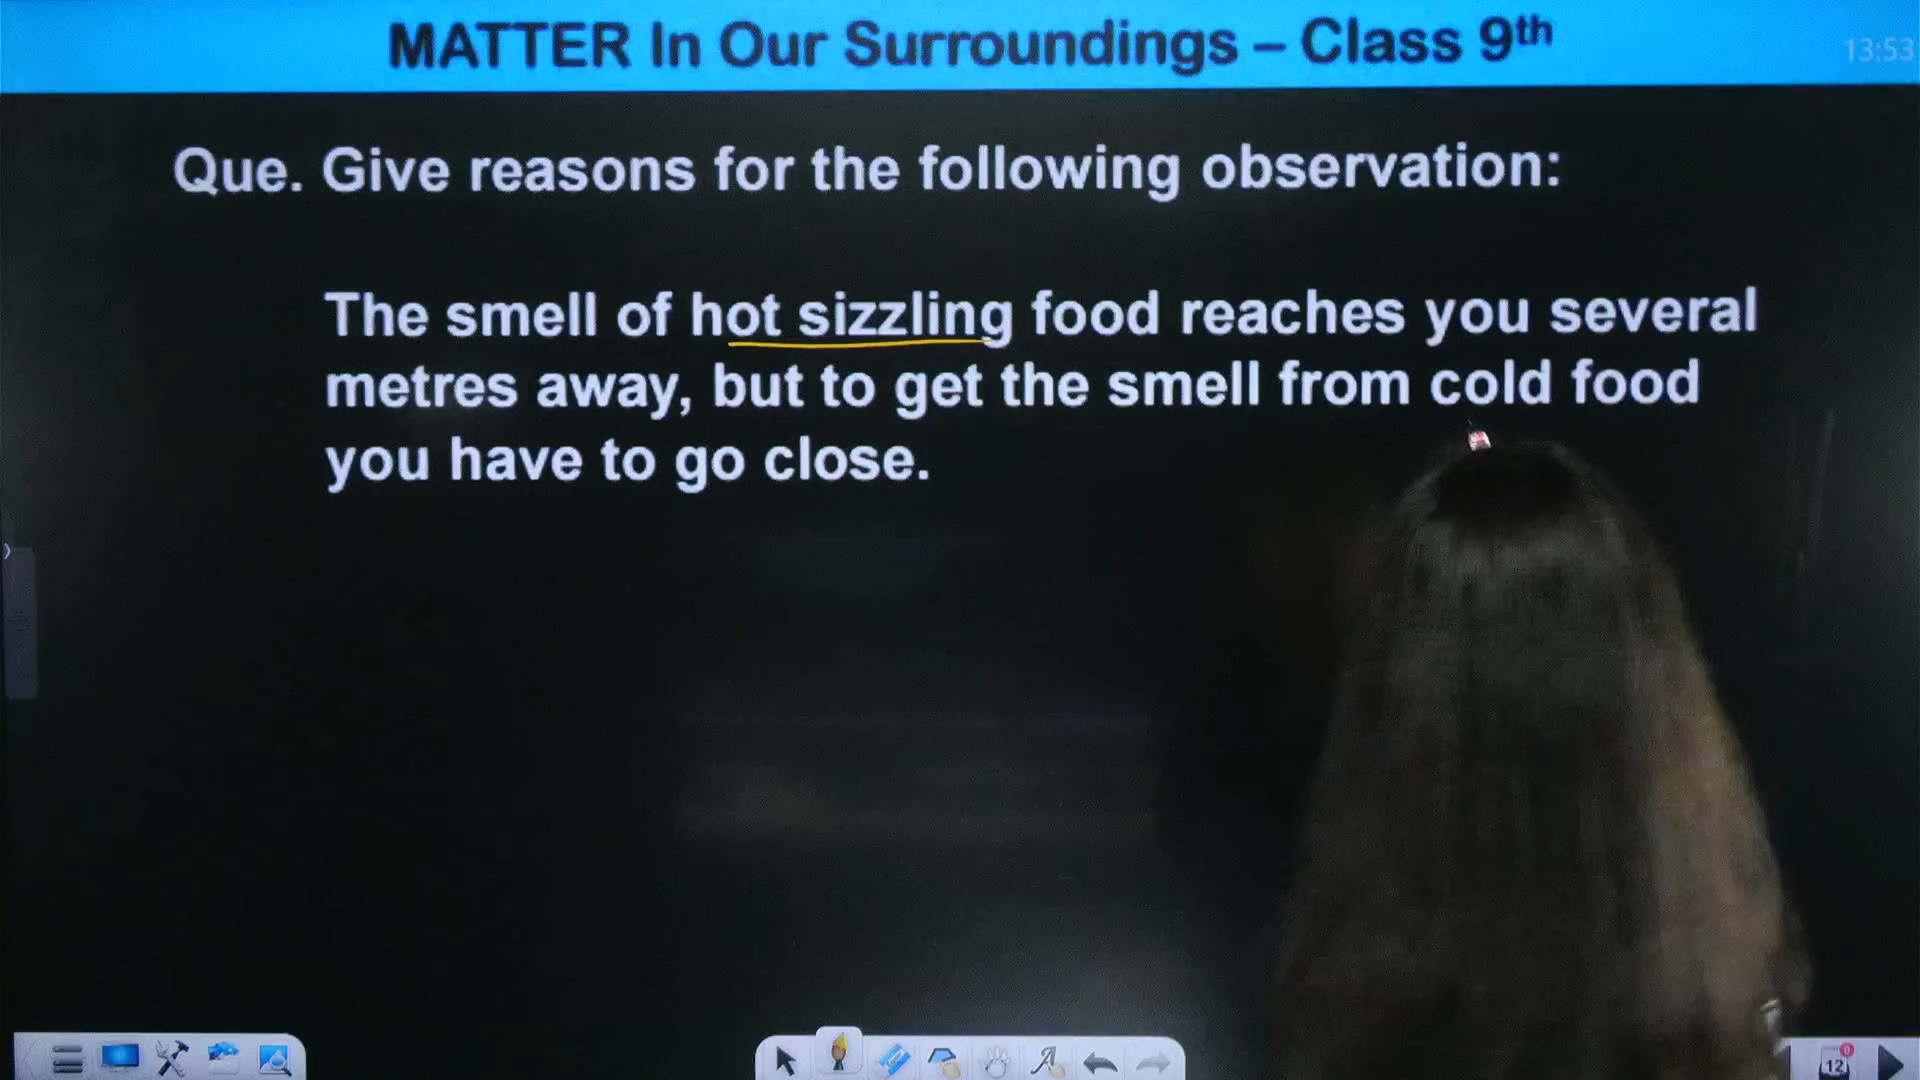 MATTER In Our Surroundings – Class 9th
13:53
Que. Give reasons for the following observation:
The smell of hot sizzling food reaches you several
metres away, but to get the smell from cold food
you have to go close.
12
0